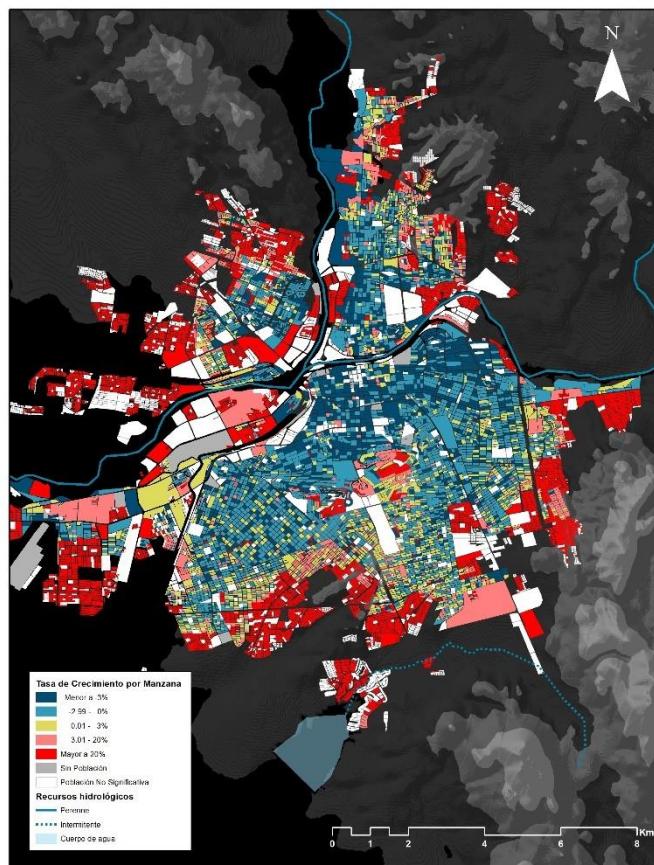 N
Tasa de Crecimiento por Manzana
Menor a -3%
-2.99 - 0%
0.01 - 3%
3.01 - 20%
Mayor a 20%
Sin Población
Población No Significativa
Recursos hidrológicos
Perenne
Intermitente
Cuerpo de agua
Km
0 1 2 4 6 8